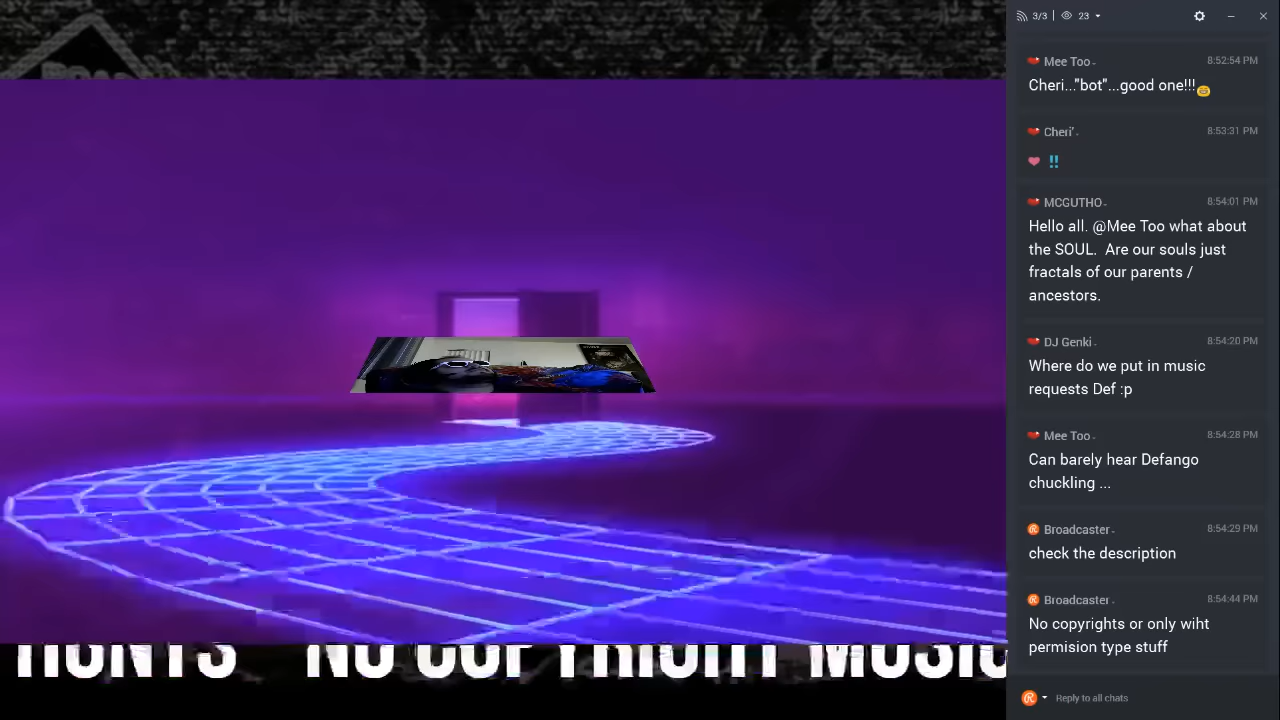 3/3 | 23
Mee Too 8:52:54 PM
Cheri..."bot"...good one!!!
Cheri' 8:53:31 PM
!!
MCGUTHO 8:54:01 PM
Hello all. @Mee Too what about
the SOUL. Are our souls just
fractals of our parents /
ancestors.
DJ Genki 8:54:20 PM
Where do we put in music
requests Def :p
Mee Too 8:54:28 PM
Can barely hear Defango
chuckling ...
Broadcaster 8:54:29 PM
check the description
Broadcaster 8:54:44 PM
No copyrights or only wiht
permision type stuff
Reply to all chats
NO COPYRIGHT MUSIC